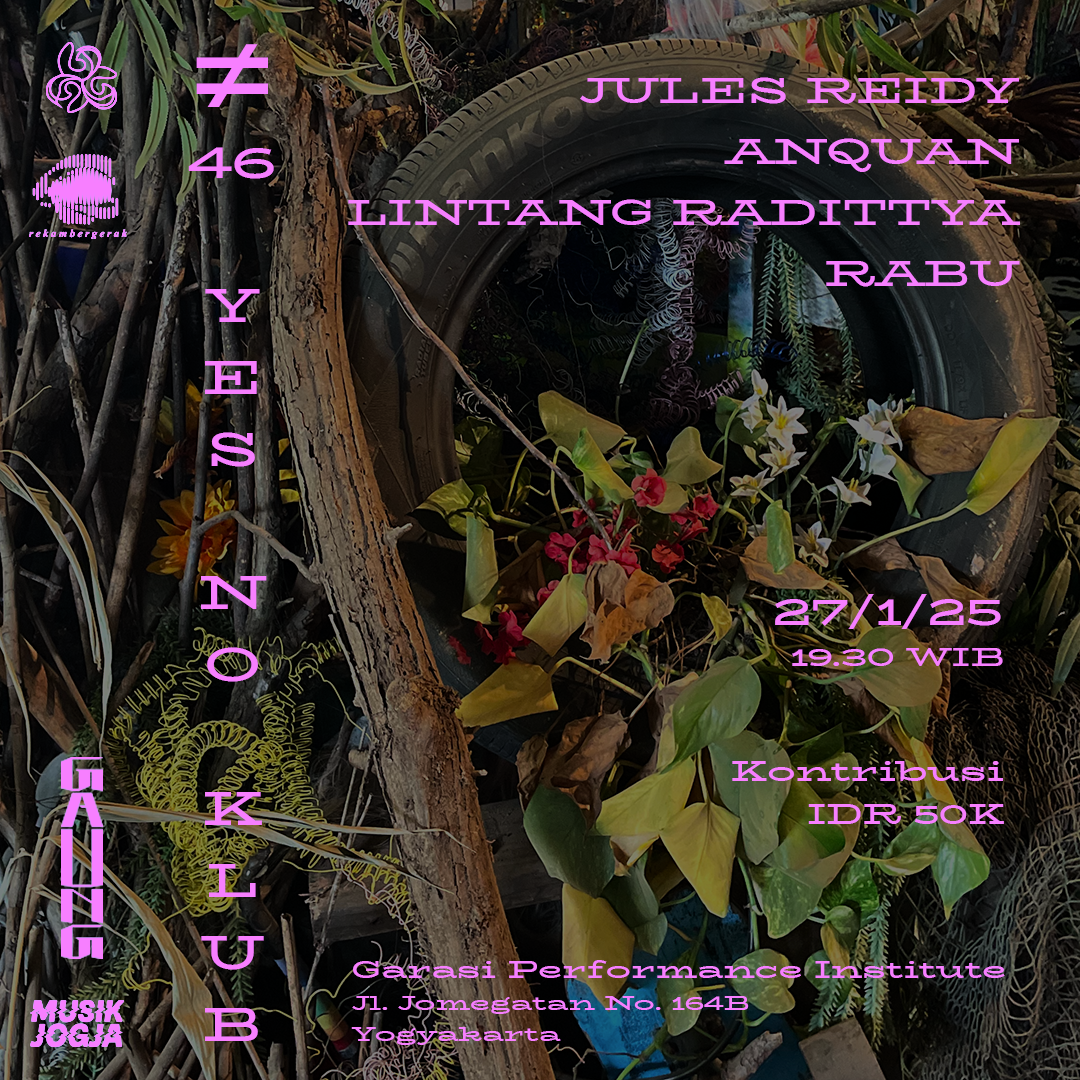 ≠
46
YES NO KLUB
JULES REIDY
ANQUAN
LINTANG RADITTYA
RABU
27/1/25
19.30 WIB
Kontribusi
IDR 50K
Garasi Performance Institute
Jl. Jomegatan No. 164B
Yogyakarta
rekambergerak
GAUNG
MUSIK
JOGJA